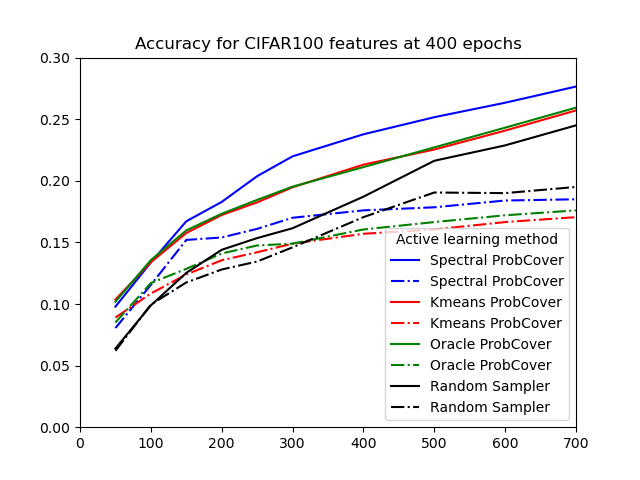 Accuracy for CIFAR100 features at 400 epochs
0.30
0.25
0.20
0.15
0.10
0.05
0.00
Active learning method
Spectral ProbCover
Spectral ProbCover
Kmeans ProbCover
Kmeans ProbCover
Oracle ProbCover
Oracle ProbCover
Random Sampler
Random Sampler
0 100 200 300 400 500 600 700